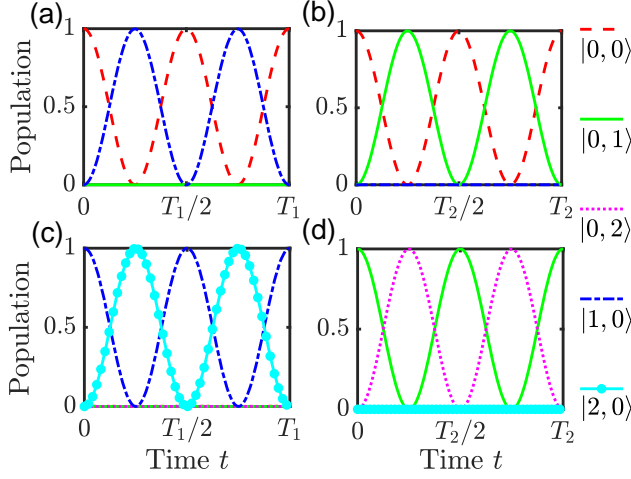 (a)
(b)
Population
1
0.5
0
0
T₁/2
T₁
1
0.5
0
0
T₂/2
T₂
(c)
(d)
Population
1
0.5
0
0
T₁/2
T₁
Time t
1
0.5
0
0
T₂/2
T₂
Time t
|0, 0⟩
|0, 1⟩
|0, 2⟩
|1, 0⟩
|2, 0⟩